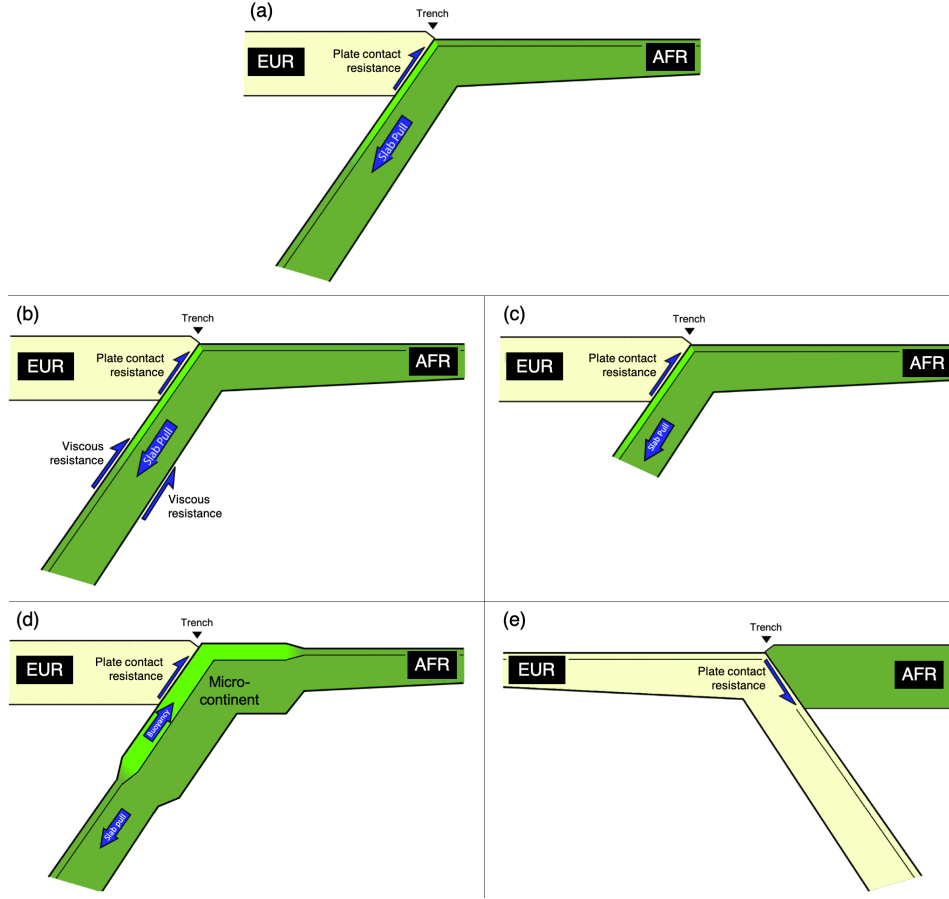 (a)
Trench
EUR
Plate contact
resistance
AFR
Slab Pull
(b)
Trench
EUR
Plate contact
resistance
AFR
Viscous
resistance
Slab Pull
Viscous
resistance
(c)
Trench
EUR
Plate contact
resistance
AFR
Slab Pull
(d)
Trench
EUR
Plate contact
resistance
AFR
Micro-
continent
Buoyancy
Slab pull
(e)
Trench
EUR
Plate contact
resistance
AFR